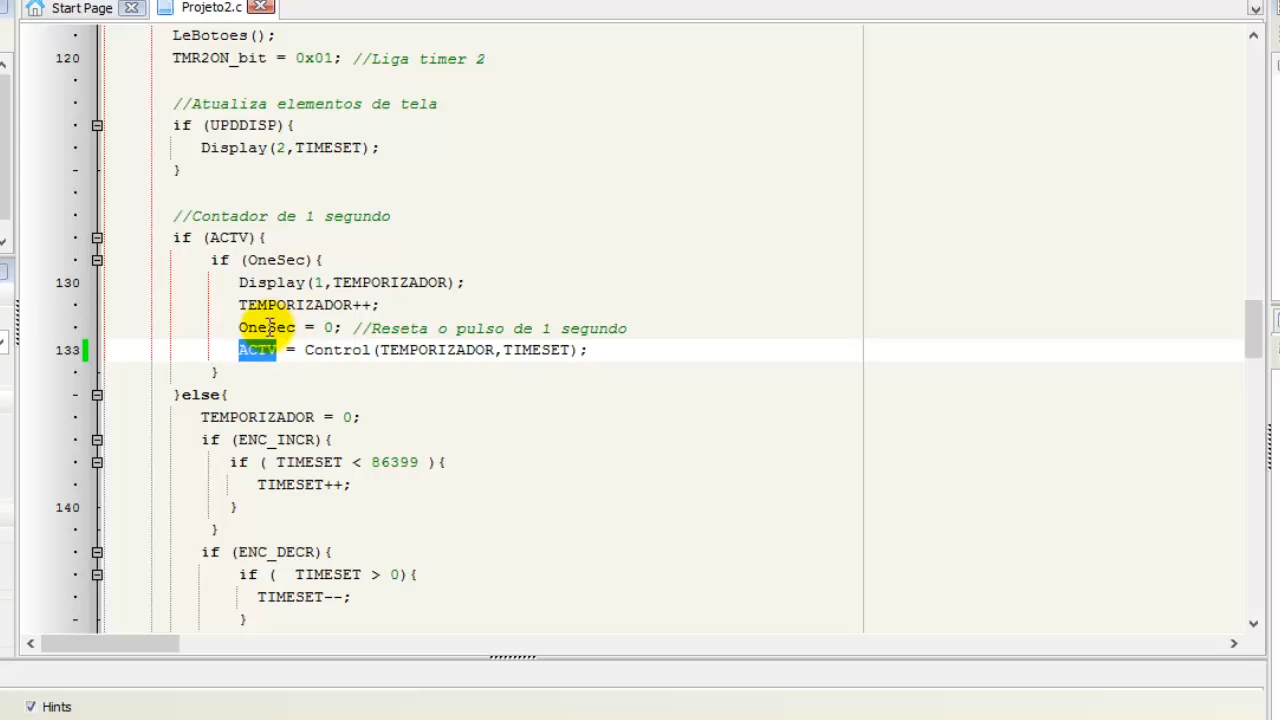 Start Page
Projeto2.c
LeBotoes();
120 TMR2ON_bit = 0x01; //Liga timer 2
//Atualiza elementos de tela
if (UPDDISP){
Display(2,TIMESET);
}
//Contador de 1 segundo
if (ACTV){
if (OneSec){
130 Display(1,TEMPORIZADOR);
TEMPORIZADOR++;
OneSec = 0; //Reseta o pulso de 1 segundo
133 ACTV = Control(TEMPORIZADOR,TIMESET);
}
}else{
TEMPORIZADOR = 0;
if (ENC_INCR){
if ( TIMESET < 86399 ){
TIMESET++;
140 }
}
if (ENC_DECR){
if (  TIMESET > 0){
TIMESET--;
}
Hints